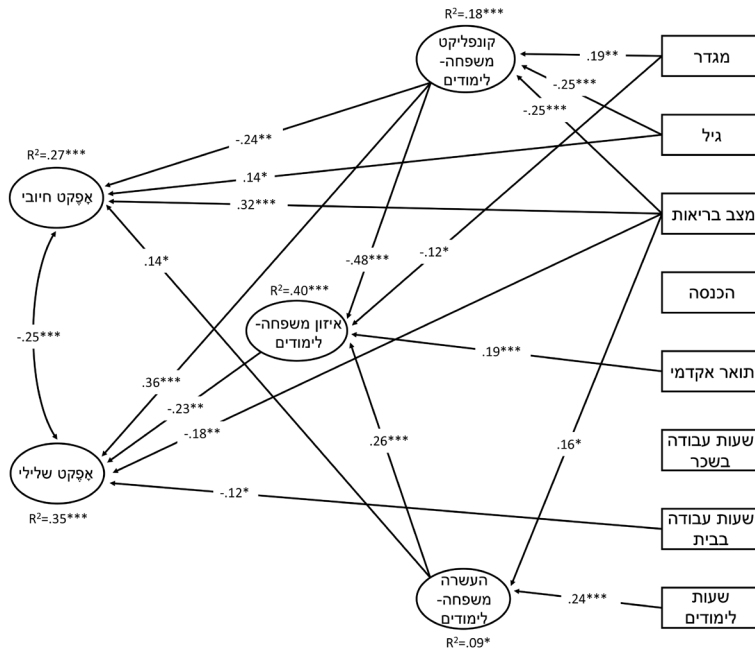 R²=.18***
קונפליקט
משפחה-
לימודים
.19**
מגדר
-.25***
-.25***
גיל
-.24**
R²=.27***
אָפֶקט חיובי
.14*
.32***
מצב בריאות
-.12*
-.48***
.14*
R²=.40***
הכנסה
איזון משפחה-
לימודים
-.25***
.19***
תואר אקדמי
.36***
-.23**
-.18**
.26***
.16*
שעות עבודה
בשכר
אָפֶקט שלילי
-.12*
R²=.35***
שעות עבודה
בבית
העשרה
משפחה-
לימודים
.24***
שעות
לימודים
R²=.09*